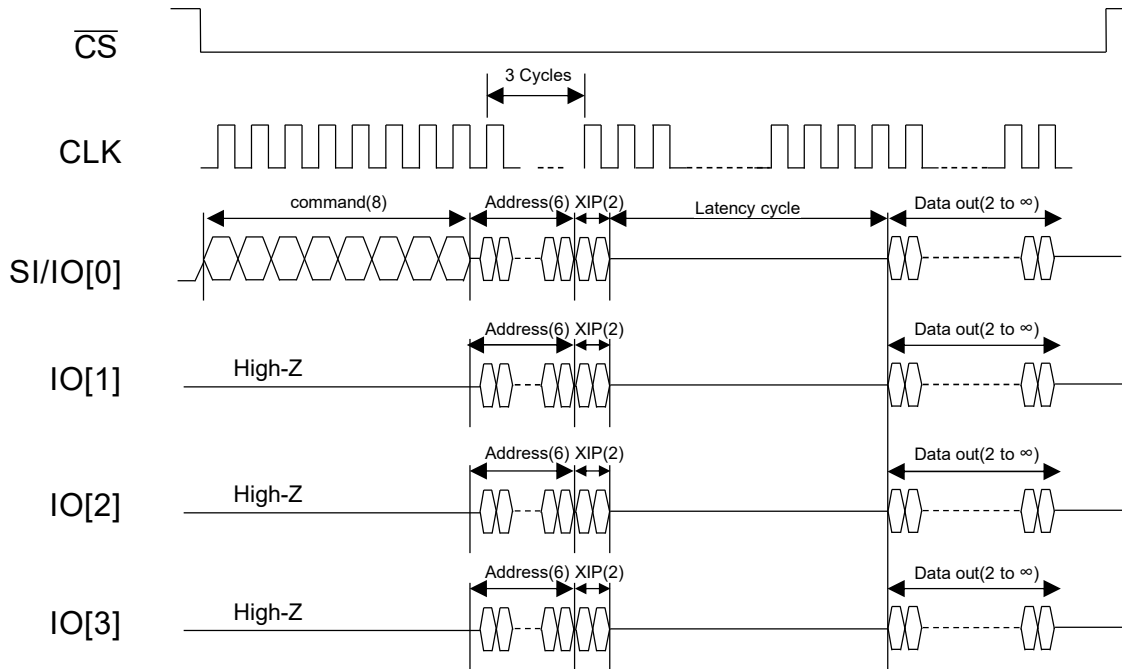 CS
3 Cycles
CLK
command(8)
Address(6) XIP(2)
Latency cycle
Data out(2 to ∞)
SI/IO[0]
Address(6) XIP(2)
Data out(2 to ∞)
IO[1]
High-Z
Address(6) XIP(2)
Data out(2 to ∞)
IO[2]
High-Z
Address(6) XIP(2)
Data out(2 to ∞)
IO[3]
High-Z